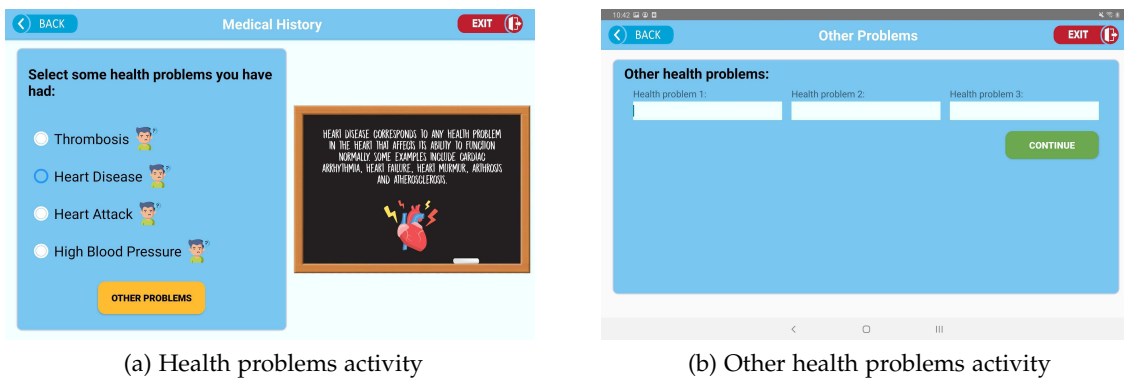 BACK
Medical History
EXIT
Select some health problems you have
had:
Thrombosis
Heart Disease
Heart Attack
High Blood Pressure
OTHER PROBLEMS
HEART DISEASE CORRESPONDS TO ANY HEALTH PROBLEM
IN THE HEART THAT AFFECTS ITS ABILITY TO FUNCTION
NORMALLY. SOME EXAMPLES INCLUDE CARDIAC
ARRHYTHMIA, HEART FAILURE, HEART MURMUR, ARTHROSIS
AND ATHEROSCLEROSIS.
(a) Health problems activity
10:42
BACK
Other Problems
EXIT
Other health problems:
Health problem 1:
Health problem 2:
Health problem 3:
CONTINUE
(b) Other health problems activity